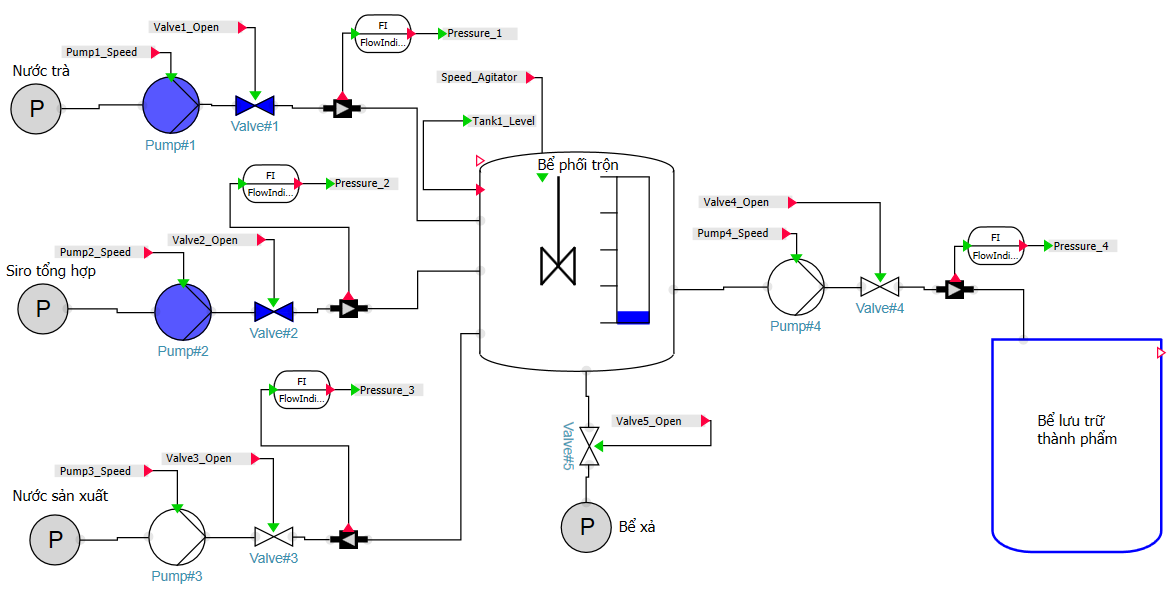 Valve1_Open
FI
FlowIndi...
Pressure_1
Pump1_Speed
Nước trà
P
Pump#1
Valve#1
Speed_Agitator
Tank1_Level
Bể phối trộn
FI
FlowIndi...
Pressure_2
Valve2_Open
Pump2_Speed
Siro tổng hợp
P
Pump#2
Valve#2
Valve4_Open
Pump4_Speed
FI
FlowIndi...
Pressure_4
Pump#4
Valve#4
FI
FlowIndi...
Pressure_3
Valve3_Open
Pump3_Speed
Nước sản xuất
P
Pump#3
Valve#3
Valve5_Open
Valve#5
P
Bể xả
Bể lưu trữ
thành phẩm